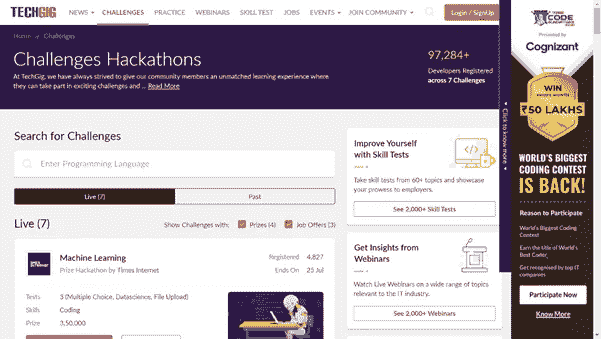 TECHGIG
NEWS
CHALLENGES
PRACTICE
WEBINARS
SKILL TEST
JOBS
EVENTS
JOIN COMMUNITY
Login / SignUp
Home / Challenges
Challenges Hackathons
At TechGig, we have always strived to give our community members an unmatched learning experience where
they can take part in exciting challenges and ... Read More
97,284+
Developers Registered
across 7 Challenges
Search for Challenges
Enter Programming Language
Live (7)
Past
Live (7)
Show Challenges with:
Prizes (4)
Job Offers (3)
Machine Learning
Prize Hackathon by Times Internet
Registered 4,827
Ends On 25 Jul
Tests 3 (Multiple Choice, Datascience, File Upload)
Skills Coding
Prize 3,50,000
Improve Yourself
with Skill Tests
Take skill tests from 60+ topics and showcase
your prowess to employers.
See 2,000+ Skill Tests
Get Insights from
Webinars
Watch Live Webinars on a wide range of topics
relevant to the IT industry.
See 2,000+ Webinars
Click to know more
CODE
Presented by
Cognizant
WIN
₹50 LAKHS
WORLD'S BIGGEST
CODING CONTEST
IS BACK!
Reason to Participate
World's Biggest Coding
Contest
Earn the title of World's
Best Coder
Get recognised by top IT
companies
Participate Now
Know More